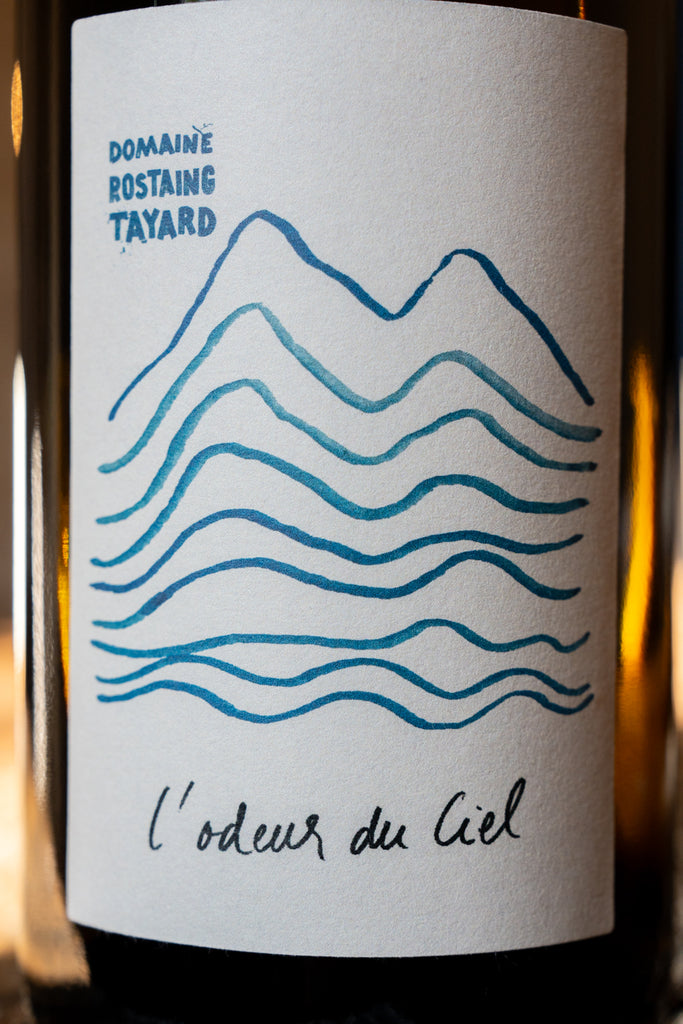 DOMAINE
ROSTAING
TAYARD
l'odeur du Ciel